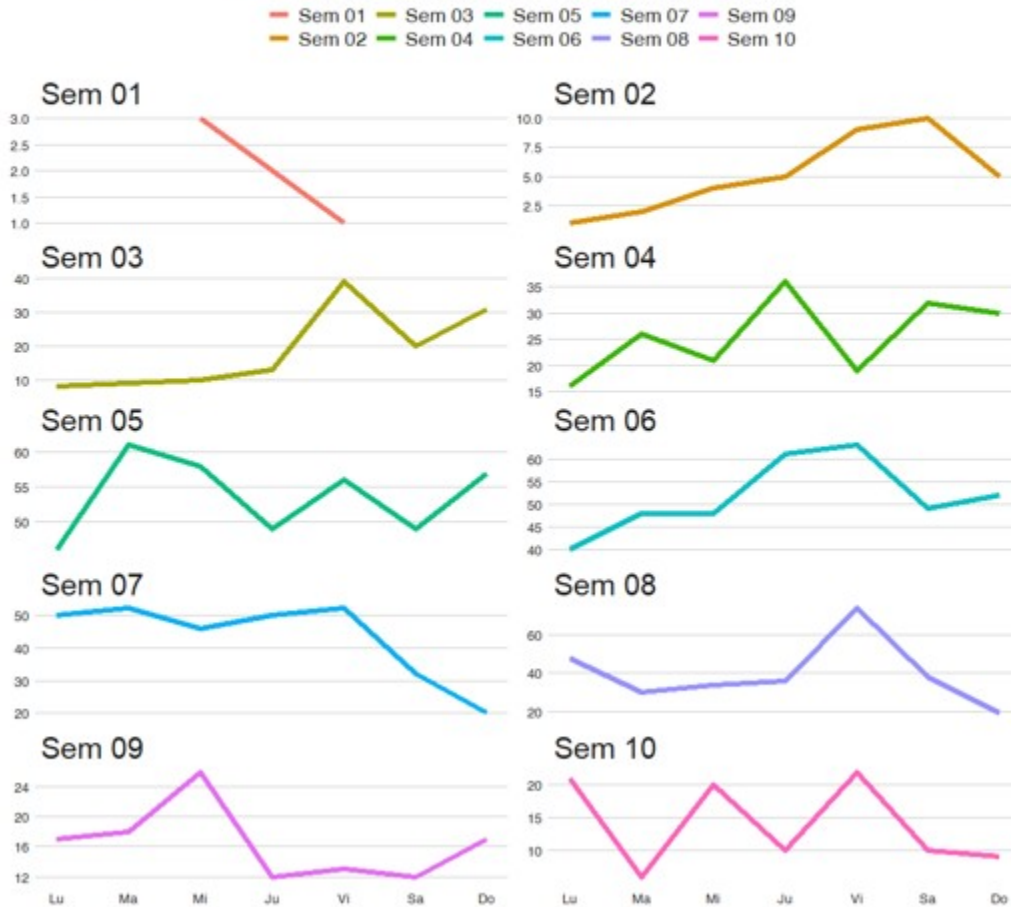 Sem 01 Sem 03 Sem 05 Sem 07 Sem 09
Sem 02 Sem 04 Sem 06 Sem 08 Sem 10
Sem 01
3.0
2.5
2.0
1.5
1.0
Sem 02
10.0
7.5
5.0
2.5
Sem 03
40
30
20
10
Sem 04
35
30
25
20
15
Sem 05
60
55
50
Sem 06
60
55
50
45
40
Sem 07
50
40
30
20
Sem 08
60
40
20
Sem 09
24
20
16
12
Sem 10
20
10
Lu Ma Mi Ju Vi Sa Do
Lu Ma Mi Ju Vi Sa Do